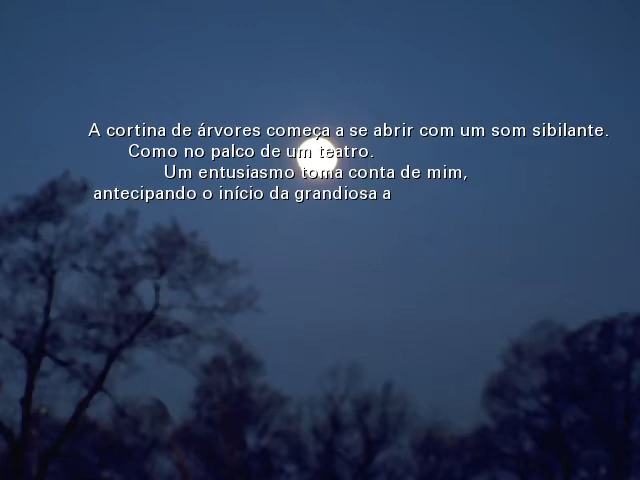 A cortina de árvores começa a se abrir com um som sibilante.
Como no palco de um teatro.
Um entusiasmo toma conta de mim,
antecipando o início da grandiosa a